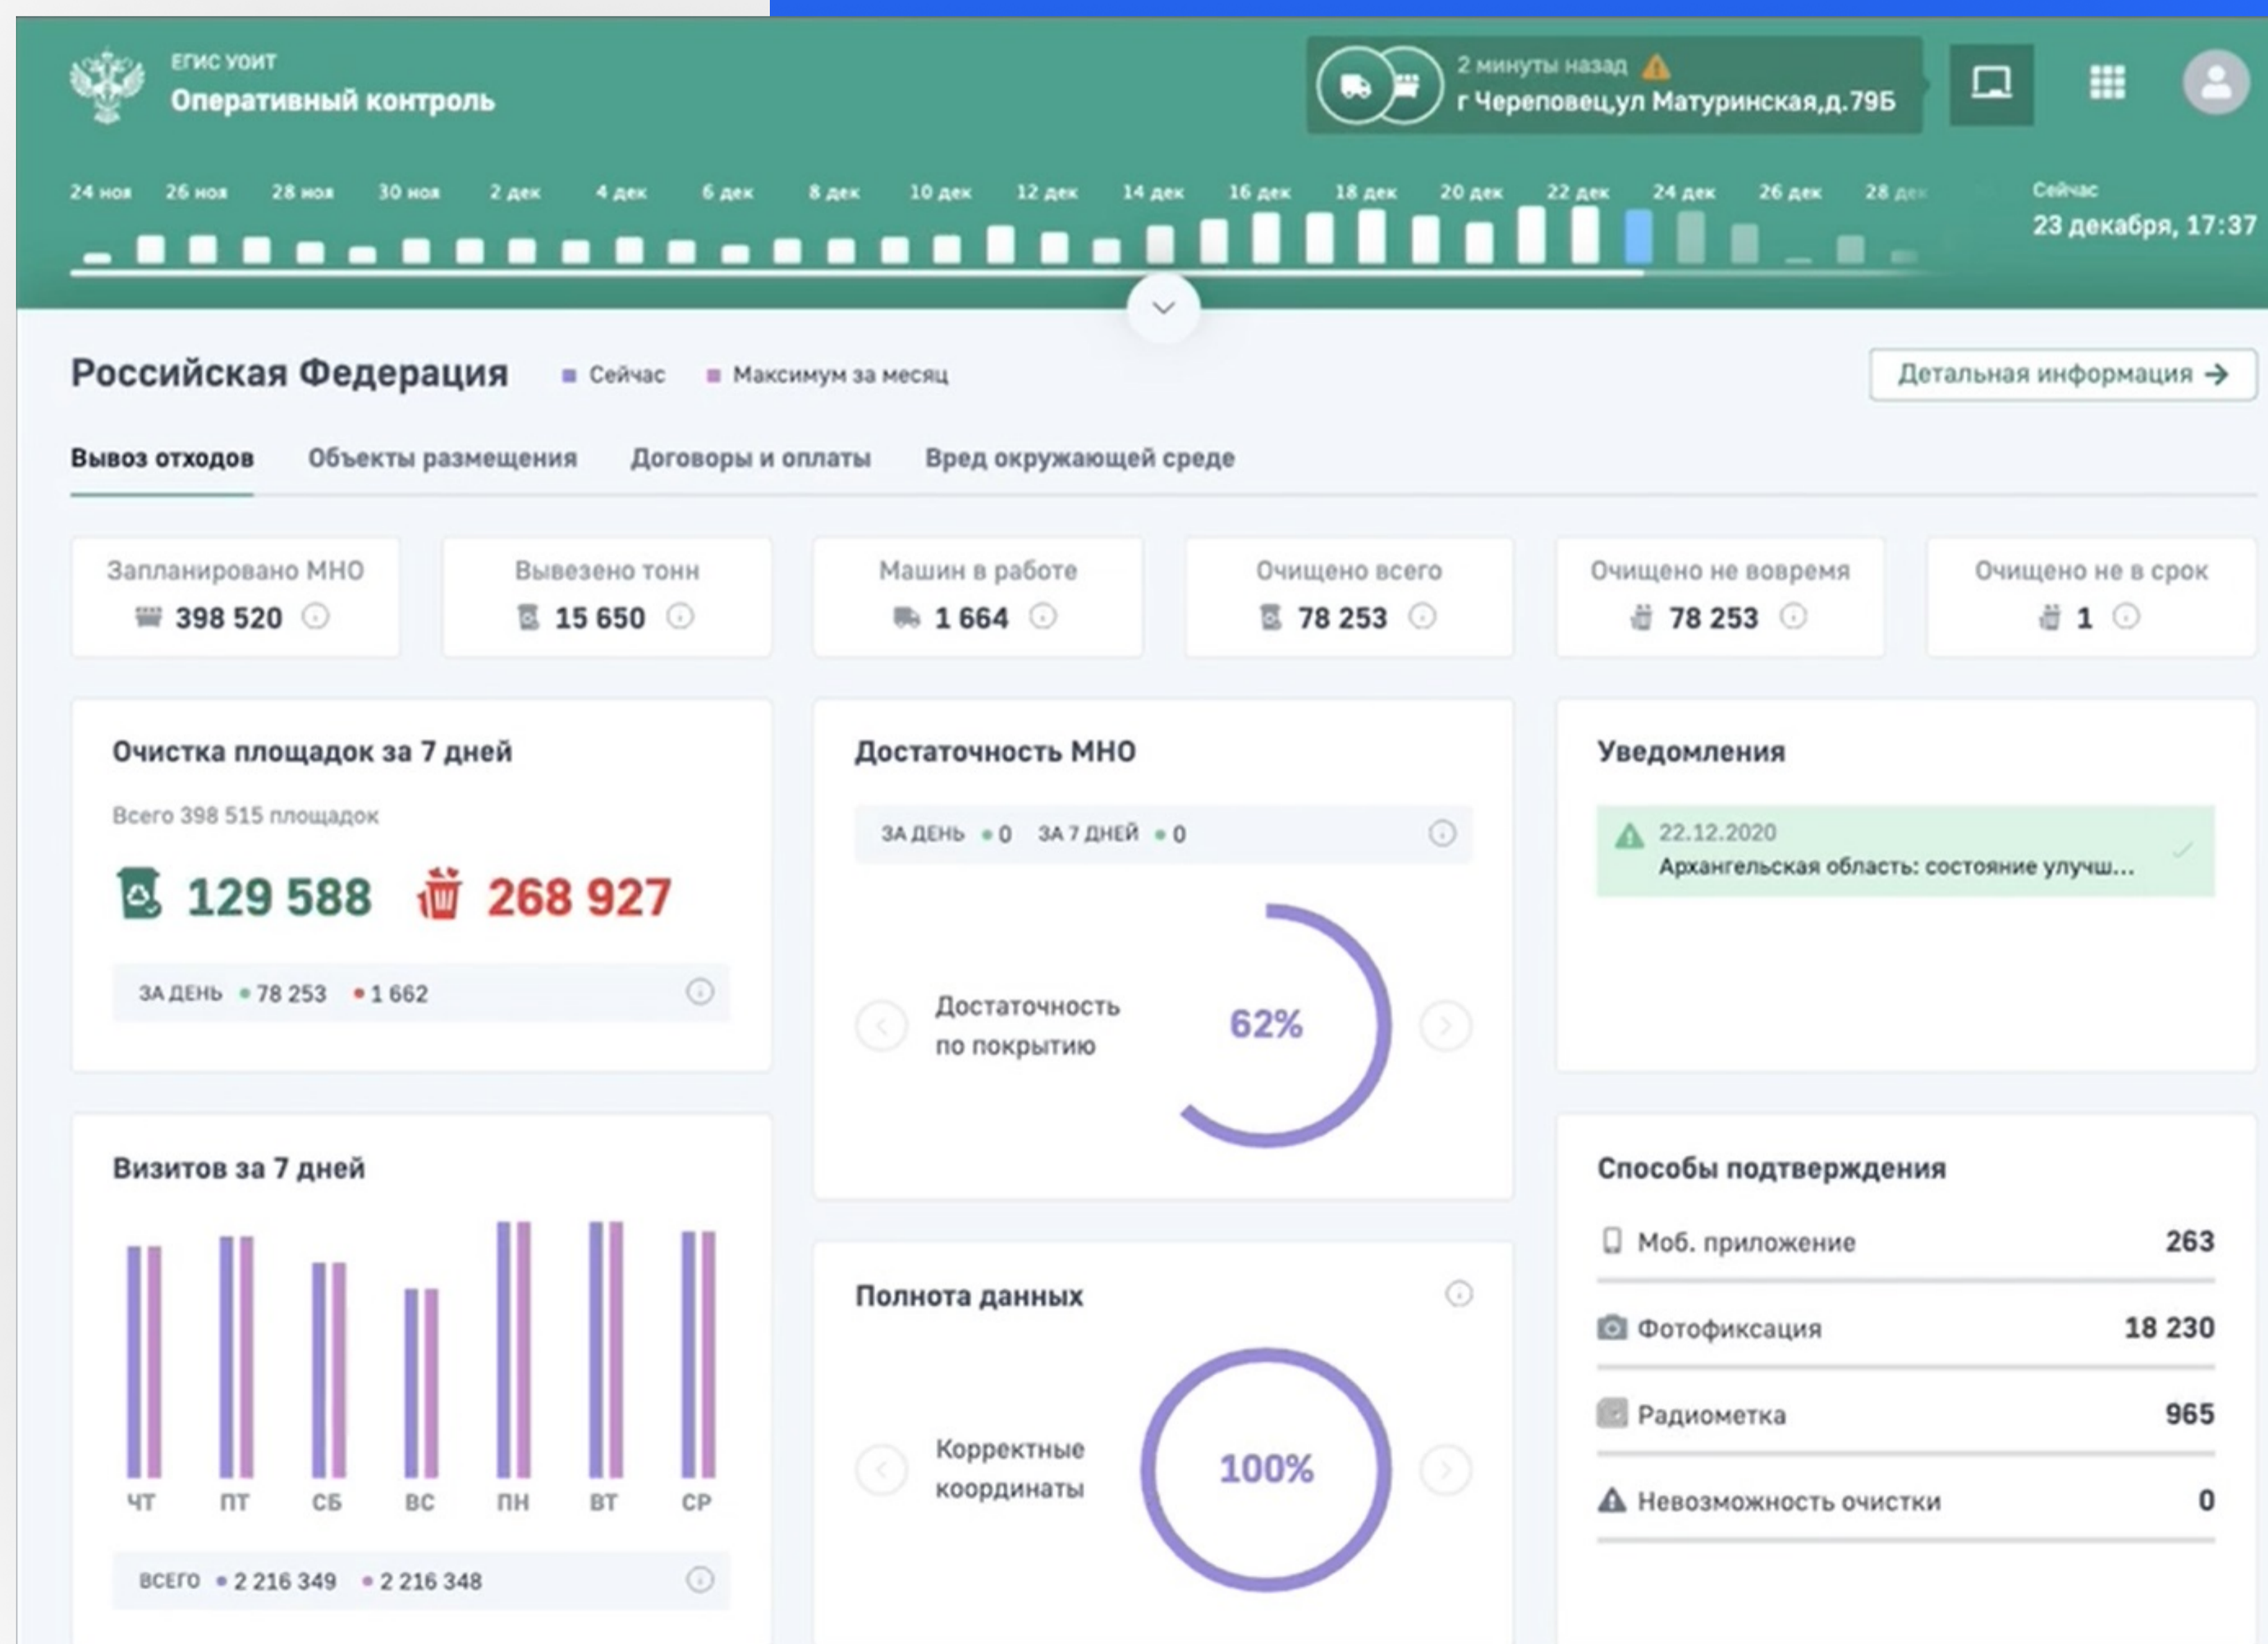 ЕГИС УОИТ
Оперативный контроль
2 минуты назад
г Череповец,ул Матуринская,д.79Б
24 ноя 26 ноя 28 ноя 30 ноя 2 дек 4 дек 6 дек 8 дек 10 дек 12 дек 14 дек 16 дек 18 дек 20 дек 22 дек 24 дек 26 дек 28 дек
Сейчас
23 декабря, 17:37
Российская Федерация
Сейчас
Максимум за месяц
Детальная информация
Вывоз отходов Объекты размещения Договоры и оплаты Вред окружающей среде
Запланировано МНО
398 520
Вывезено тонн
15 650
Машин в работе
1 664
Очищено всего
78 253
Очищено не вовремя
78 253
Очищено не в срок
1
Очистка площадок за 7 дней
Всего 398 515 площадок
129 588 268 927
ЗА ДЕНЬ 78 253 1 662
Достаточность МНО
ЗА ДЕНЬ 0 ЗА 7 ДНЕЙ 0
Достаточность
по покрытию
62%
Уведомления
22.12.2020
Архангельская область: состояние улучш...
Визитов за 7 дней
ЧТ ПТ СБ ВС ПН ВТ СР
ВСЕГО 2 216 349 2 216 348
Полнота данных
Корректные
координаты
100%
Способы подтверждения
Моб. приложение 263
Фотофиксация 18 230
Радиометка 965
Невозможность очистки 0